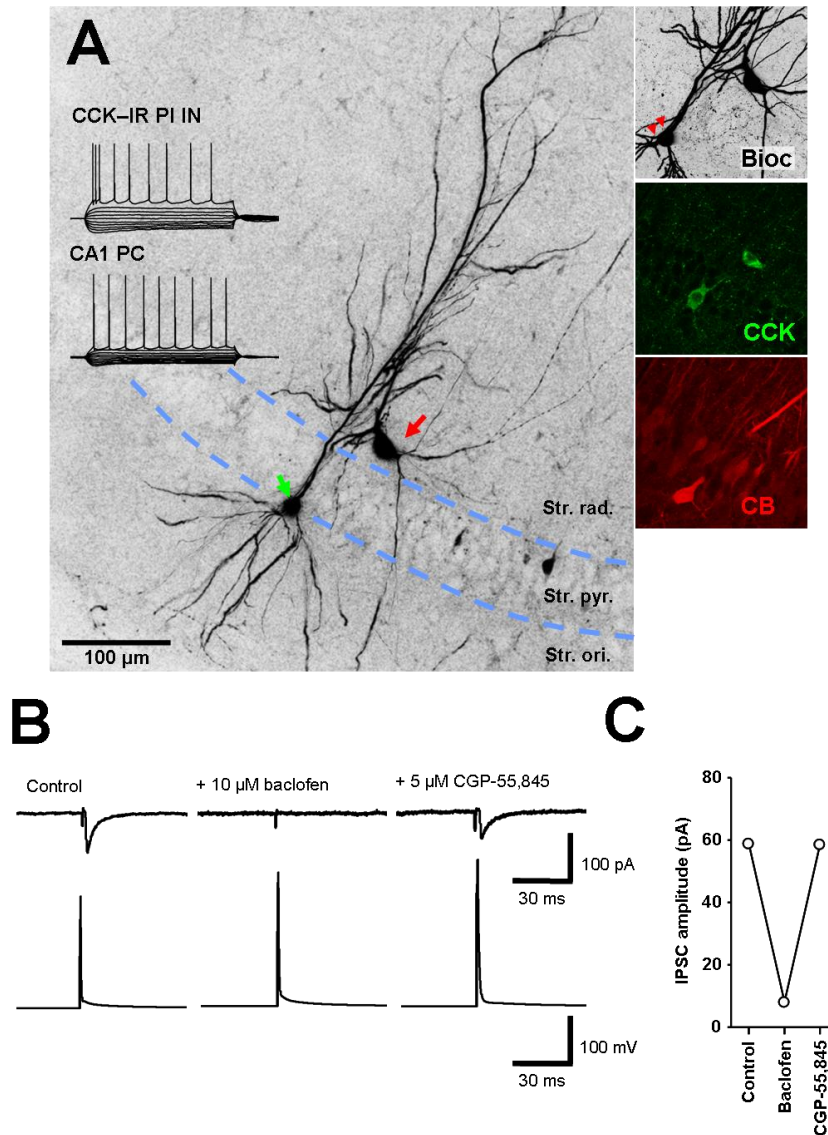 A
CCK–IR PI IN
CA1 PC
Str. rad.
Str. pyr.
Str. ori.
100 µm
Bioc
CCK
CB
B
Control
+ 10 µM baclofen
+ 5 µM CGP-55,845
100 pA
30 ms
100 mV
30 ms
C
80
60
40
20
0
IPSC amplitude (pA)
Control
Baclofen
CGP-55,845